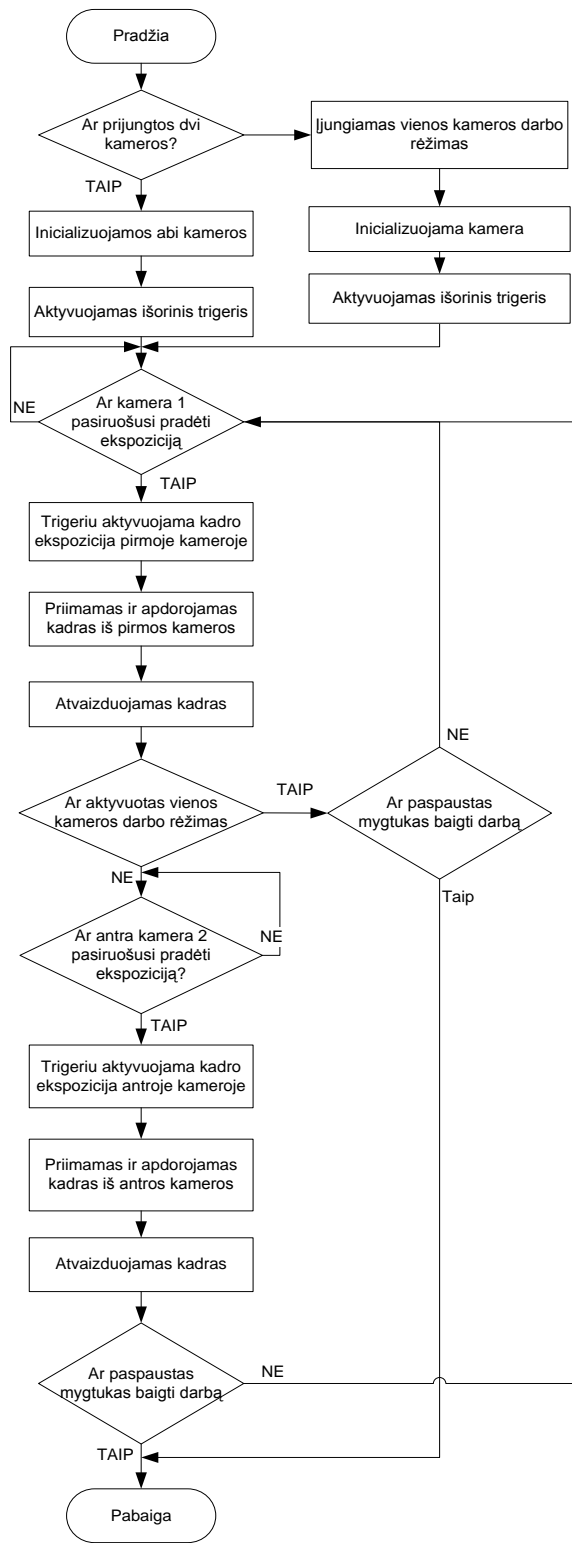 Pradžia
Ar prijungtos dvi
kameros?
TAIP
Įjungiamas vienos kameros darbo
rėžimas
Inicializuojamos abi kameros
Inicializuojama kamera
Aktyvuojamas išorinis trigeris
Aktyvuojamas išorinis trigeris
NE
Ar kamera 1
pasiruošusi pradėti
ekspoziciją
TAIP
Trigeriu aktyvuojama kadro
ekspozicija pirmoje kameroje
Priimamas ir apdorojamas
kadras iš pirmos kameros
Atvaizduojamas kadras
NE
Ar aktyvuotas vienos
kameros darbo rėžimas
TAIP
Ar paspaustas
mygtukas baigti darbą
NE
Taip
Ar antra kamera 2
pasiruošusi pradėti
ekspoziciją?
NE
TAIP
Trigeriu aktyvuojama kadro
ekspozicija antroje kameroje
Priimamas ir apdorojamas
kadras iš antros kameros
Atvaizduojamas kadras
Ar paspaustas
mygtukas baigti darbą
NE
TAIP
Pabaiga